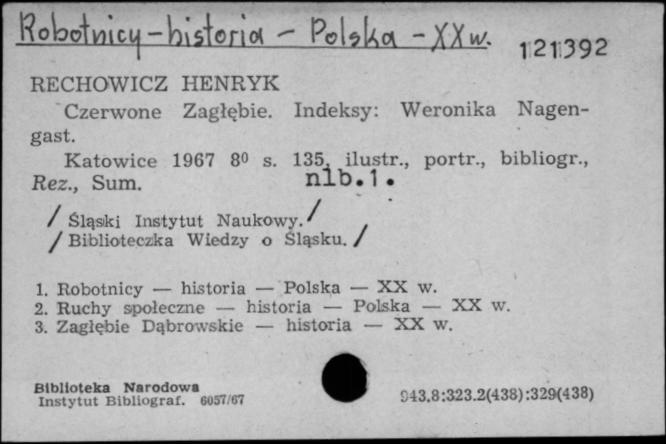 Robotnicy – historia – Polska – XX w.
121392
RECHOWICZ HENRYK
Czerwone Zagłębie. Indeksy: Weronika Nagen-
gast.
Katowice 1967 8⁰ s. 135, ilustr., portr., bibliogr.,
Rez., Sum. nlb.1.
/ Śląski Instytut Naukowy. /
/ Biblioteczka Wiedzy o Śląsku. /
1. Robotnicy — historia — Polska — XX w.
2. Ruchy społeczne — historia — Polska — XX w.
3. Zagłębie Dąbrowskie — historia — XX w.
Biblioteka Narodowa
Instytut Bibliograf. 6057/67
943.8:323.2(438):329(438)